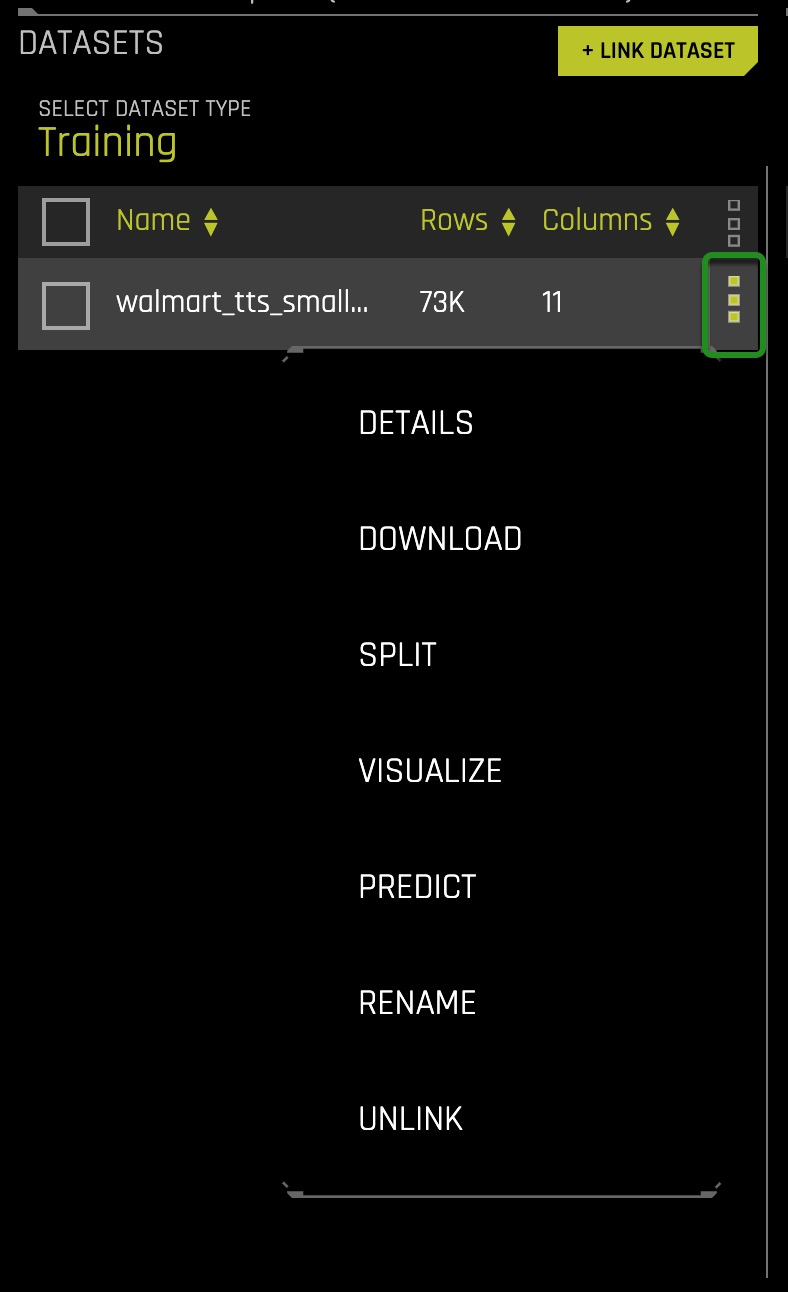 DATASETS
+ LINK DATASET
SELECT DATASET TYPE
Training
Name Rows Columns
walmart_tts_small... 73K 11
DETAILS
DOWNLOAD
SPLIT
VISUALIZE
PREDICT
RENAME
UNLINK